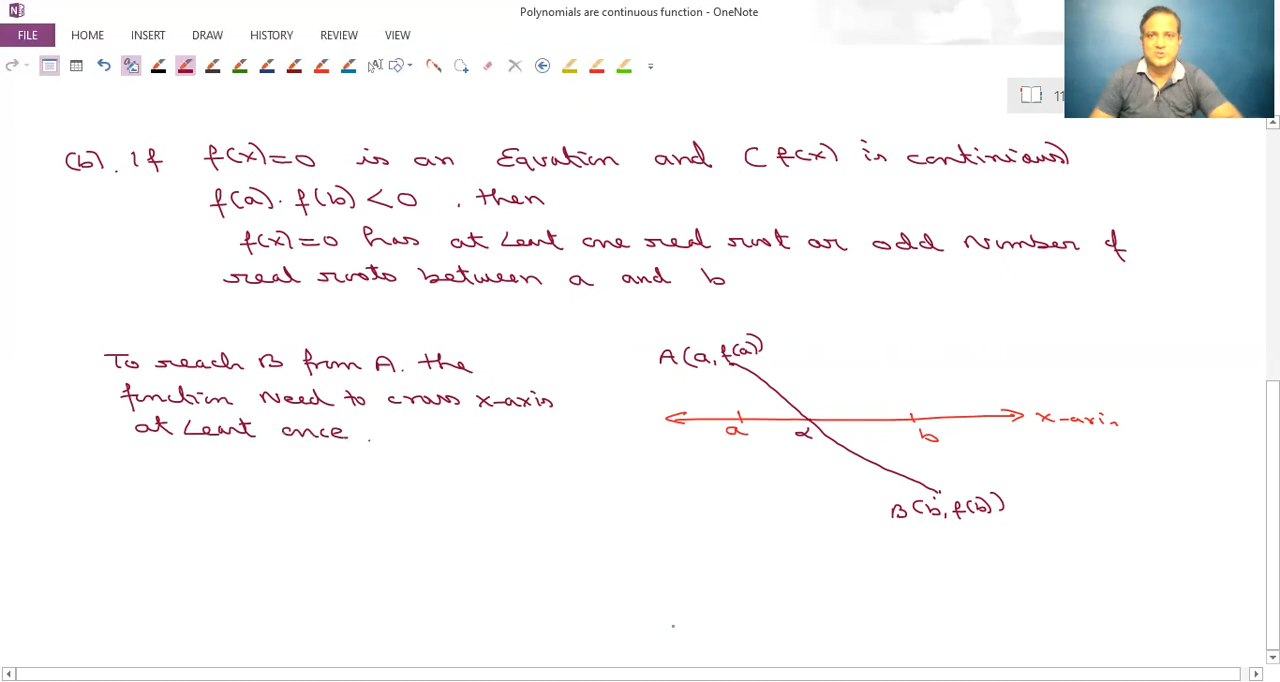 Polynomials are continuous function - OneNote
FILE HOME INSERT DRAW HISTORY REVIEW VIEW
11
(b). If f(x)=0 is an Equation and (f(x) is continious)
f(a). f(b) < 0 . then
f(x)=0 has at Least one real root or odd number of
real roots between a and b
To reach B from A. the
function need to cross x-axis
at Least once .
A(a, f(a))
a α b x-axis
B(b, f(b))